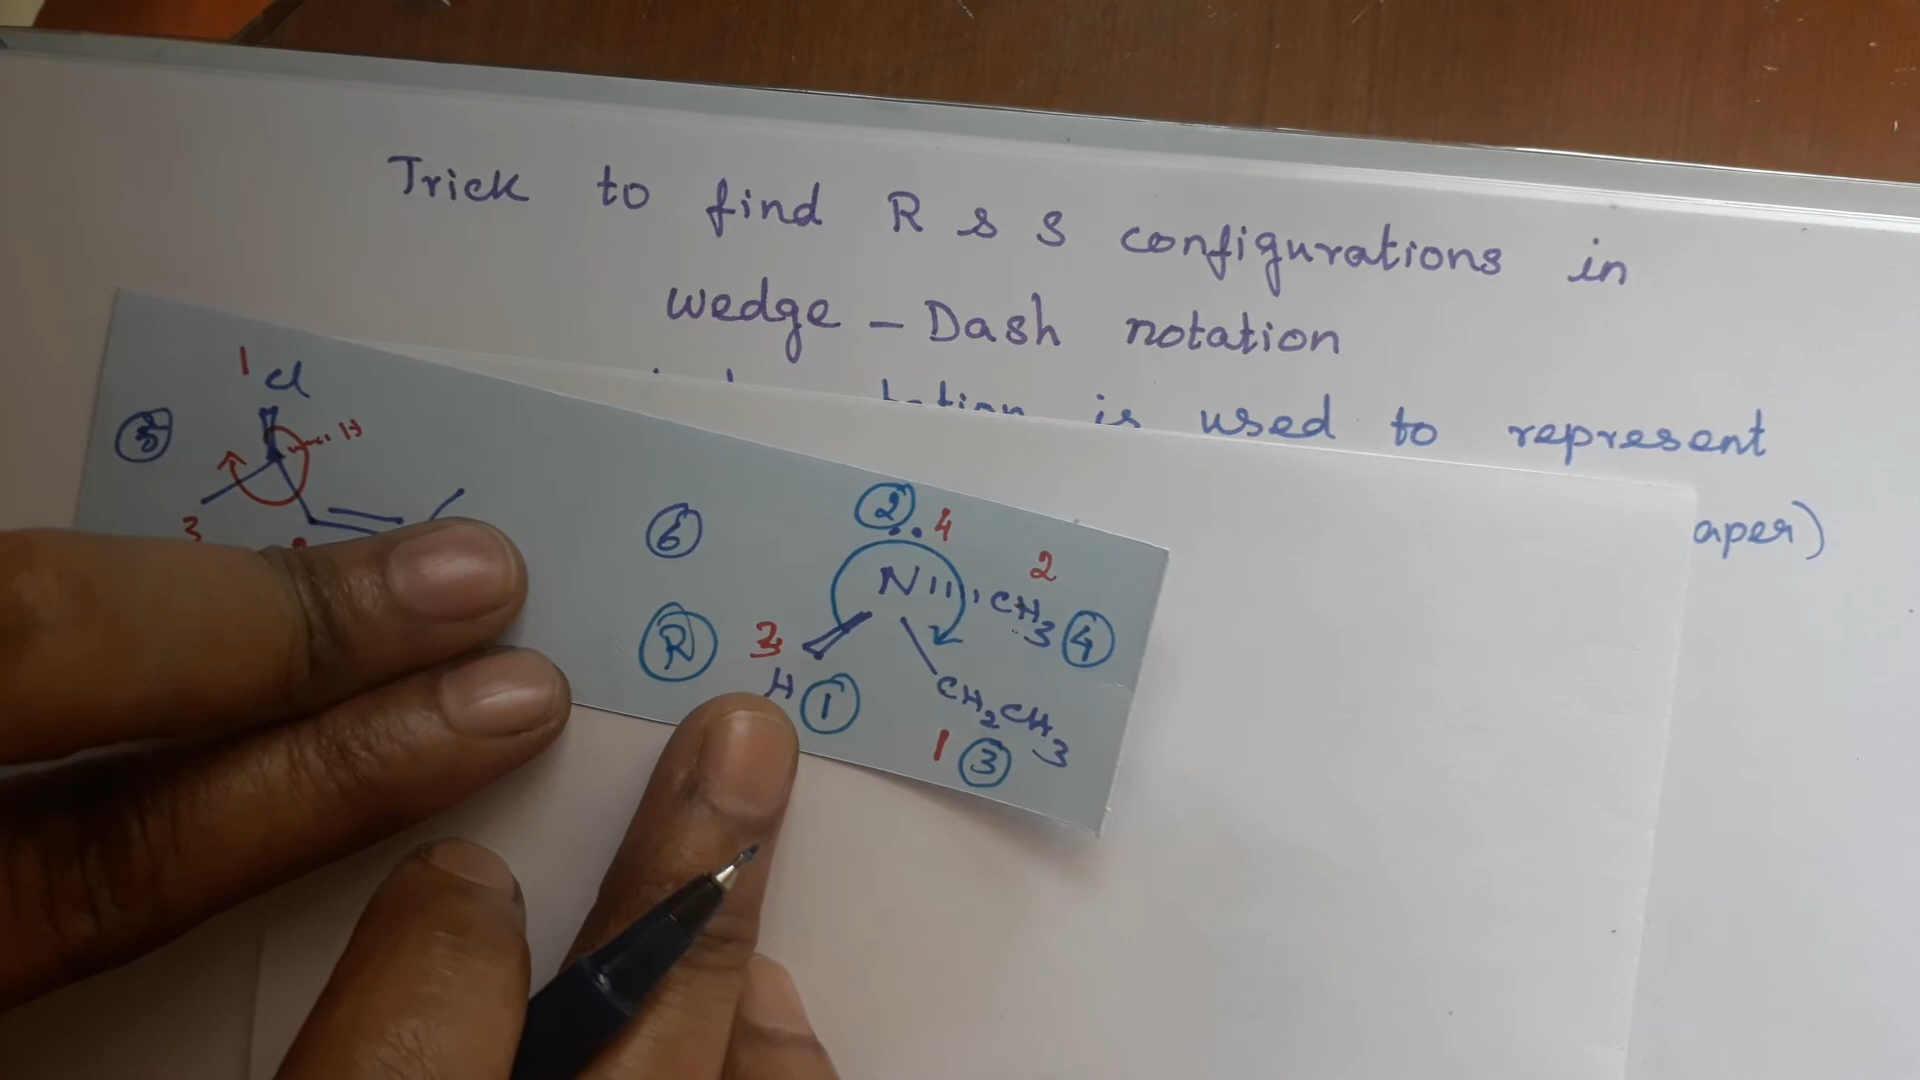 Trick to find R & S configurations in
wedge - Dash notation
is used to represent
aper)
1 Cl
5
H
3
6
2 4
N CH3 2 4
R
3 H 1
CH2CH3
1 3